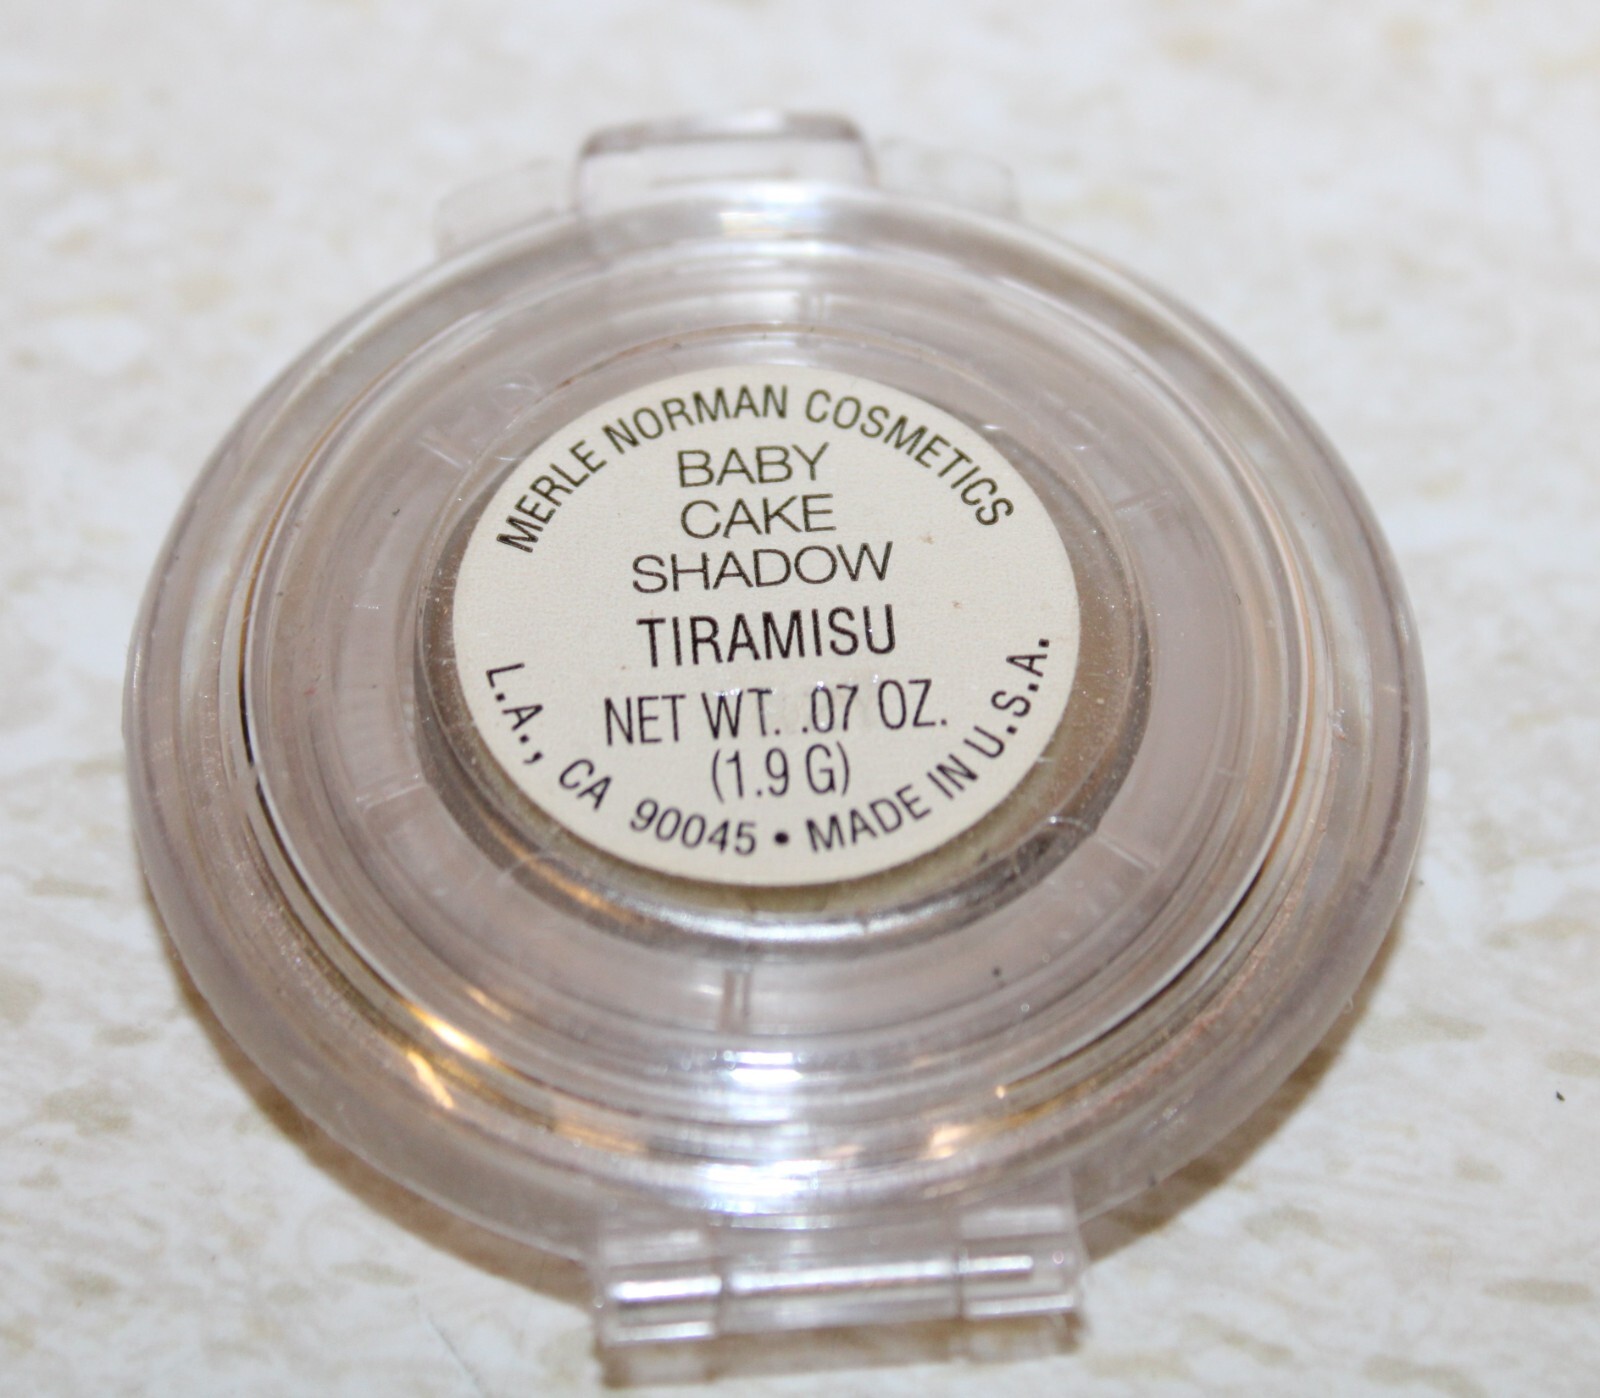 MERLE NORMAN COSMETICS
BABY
CAKE
SHADOW
TIRAMISU
NET WT. .07 OZ.
(1.9 G)
L.A., CA 90045 • MADE IN U.S.A.